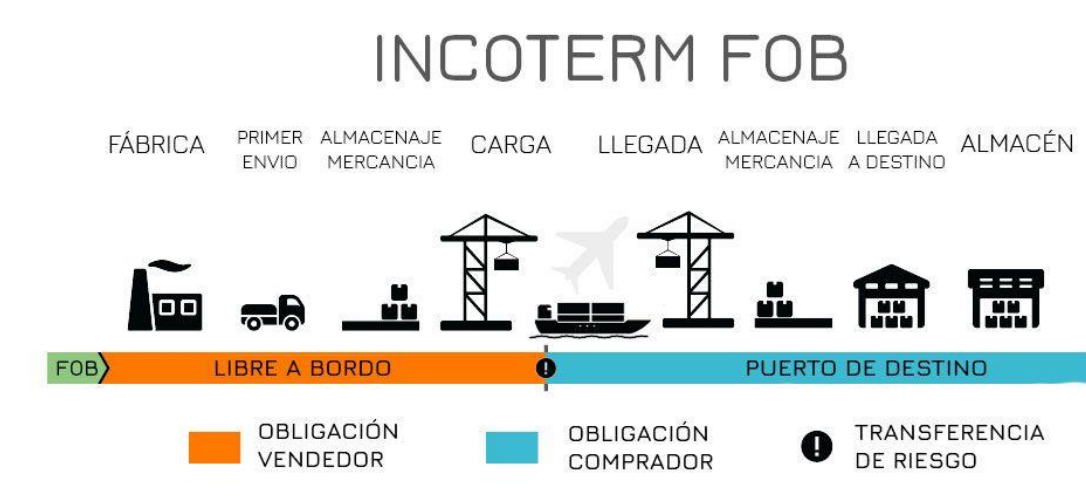 INCOTERM FOB
FÁBRICA
PRIMER
ENVIO
ALMACENAJE
MERCANCIA
CARGA
LLEGADA
ALMACENAJE
MERCANCIA
LLEGADA
A DESTINO
ALMACÉN
FOB
LIBRE A BORDO
!
PUERTO DE DESTINO
OBLIGACIÓN
VENDEDOR
OBLIGACIÓN
COMPRADOR
!
TRANSFERENCIA
DE RIESGO